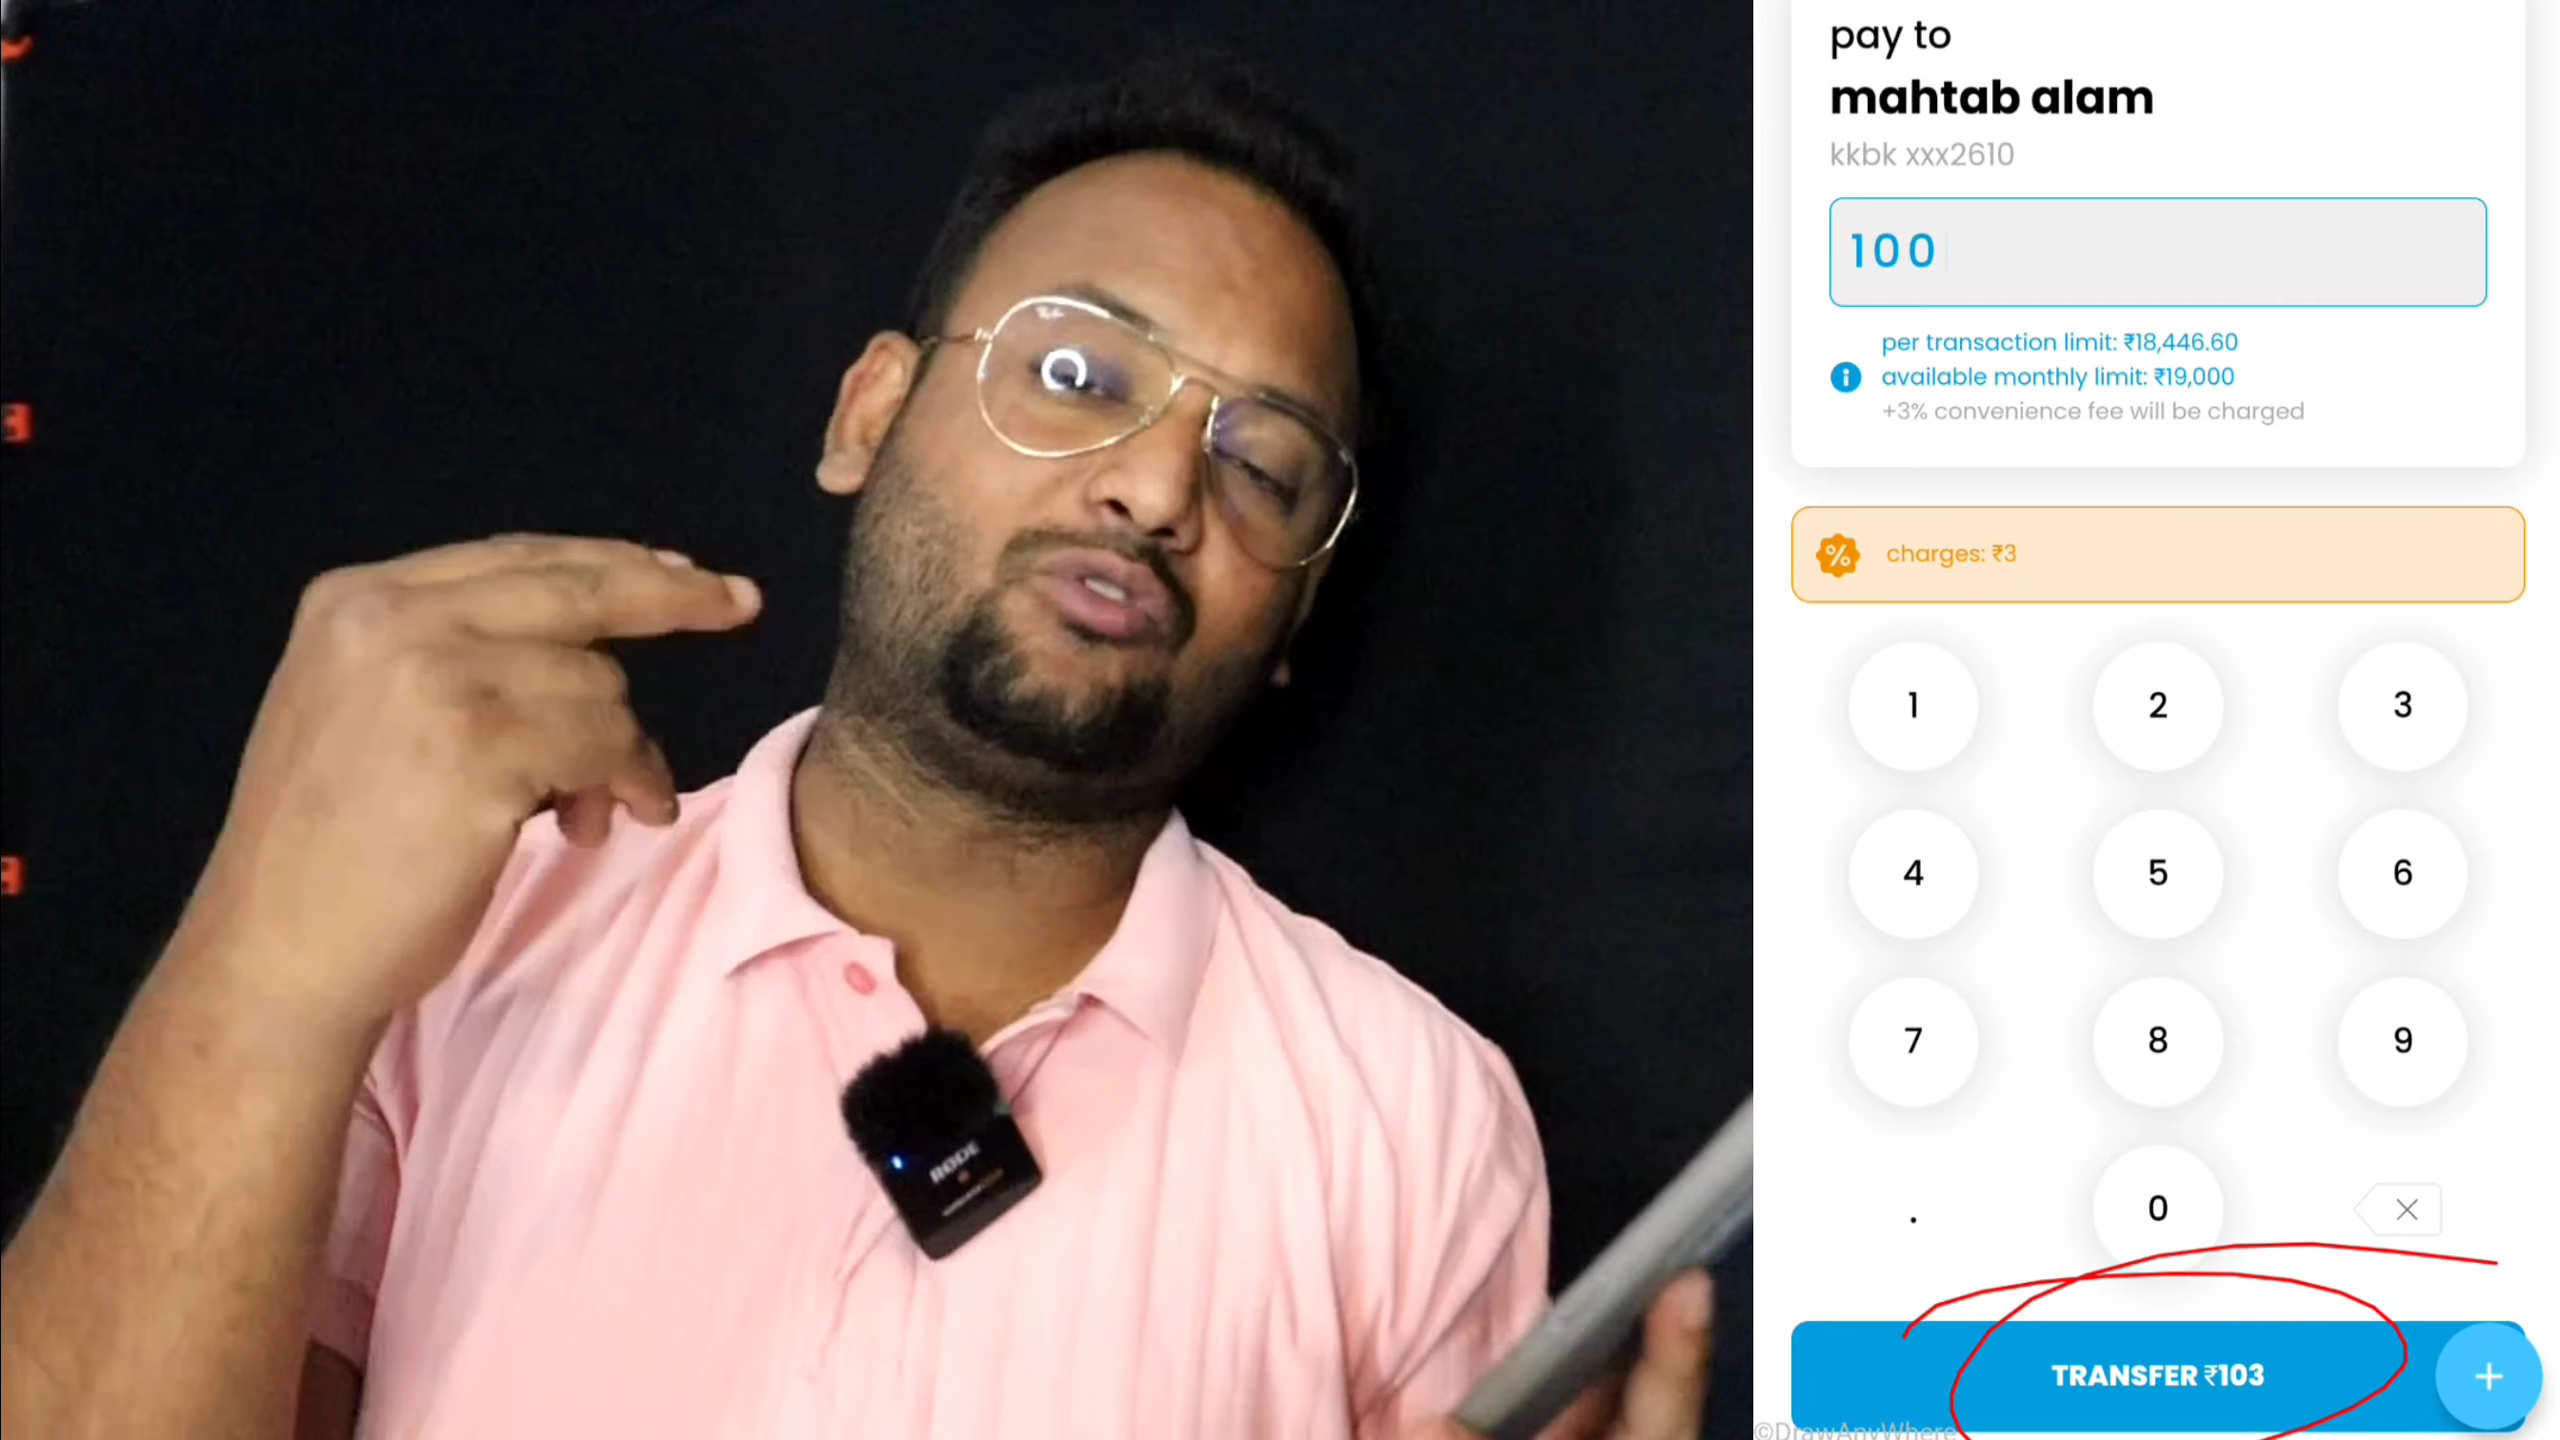 RODE
pay to
mahtab alam
kkbk xxx2610
100
per transaction limit: ₹18,446.60
available monthly limit: ₹19,000
+3% convenience fee will be charged
charges: ₹3
1 2 3
4 5 6
7 8 9
. 0
TRANSFER ₹103
+
©DrawAnyWhere